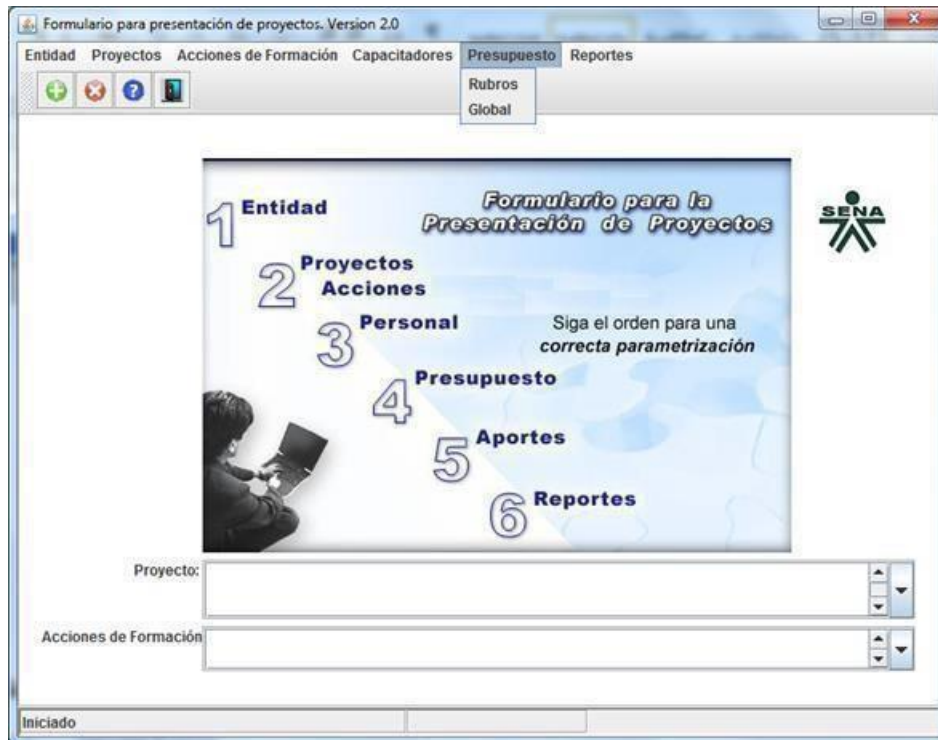 Formulario para presentación de proyectos. Version 2.0
Entidad Proyectos Acciones de Formación Capacitadores Presupuesto Reportes
Rubros
Global
Formulario para la
Presentación de Proyectos
SENA
1 Entidad
2 Proyectos
Acciones
3 Personal
Siga el orden para una
correcta parametrización
4 Presupuesto
5 Aportes
6 Reportes
Proyecto:
Acciones de Formación
Iniciado